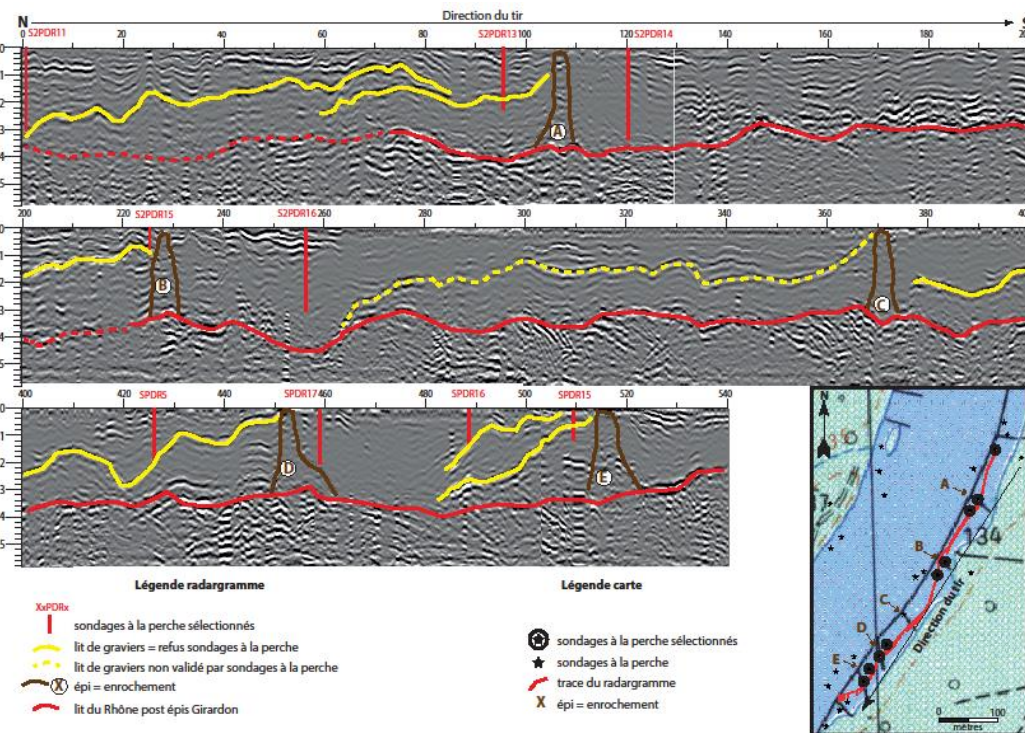 Direction du tir
N
S2PDR11 S2PDR13 S2PDR14
0 20 40 60 80 100 120 140 160 180
A
200 S2PDR15 S2PDR16
220 240 260 280 300 320 340 360 380
B C
400 420 440 460 480 500 520 540
SPDR5 SPDR17 SPDR16 SPDR15
D E
Légende radargramme
XxPDRx
sondages à la perche sélectionnés
lit de graviers = refus sondages à la perche
lit de graviers non validé par sondages à la perche
X épi = enrochement
lit du Rhône post épis Girardon
Légende carte
sondages à la perche sélectionnés
sondages à la perche
trace du radargramme
X épi = enrochement
N
A
134
B
C
D
E
Direction du tir
0 100
mètres